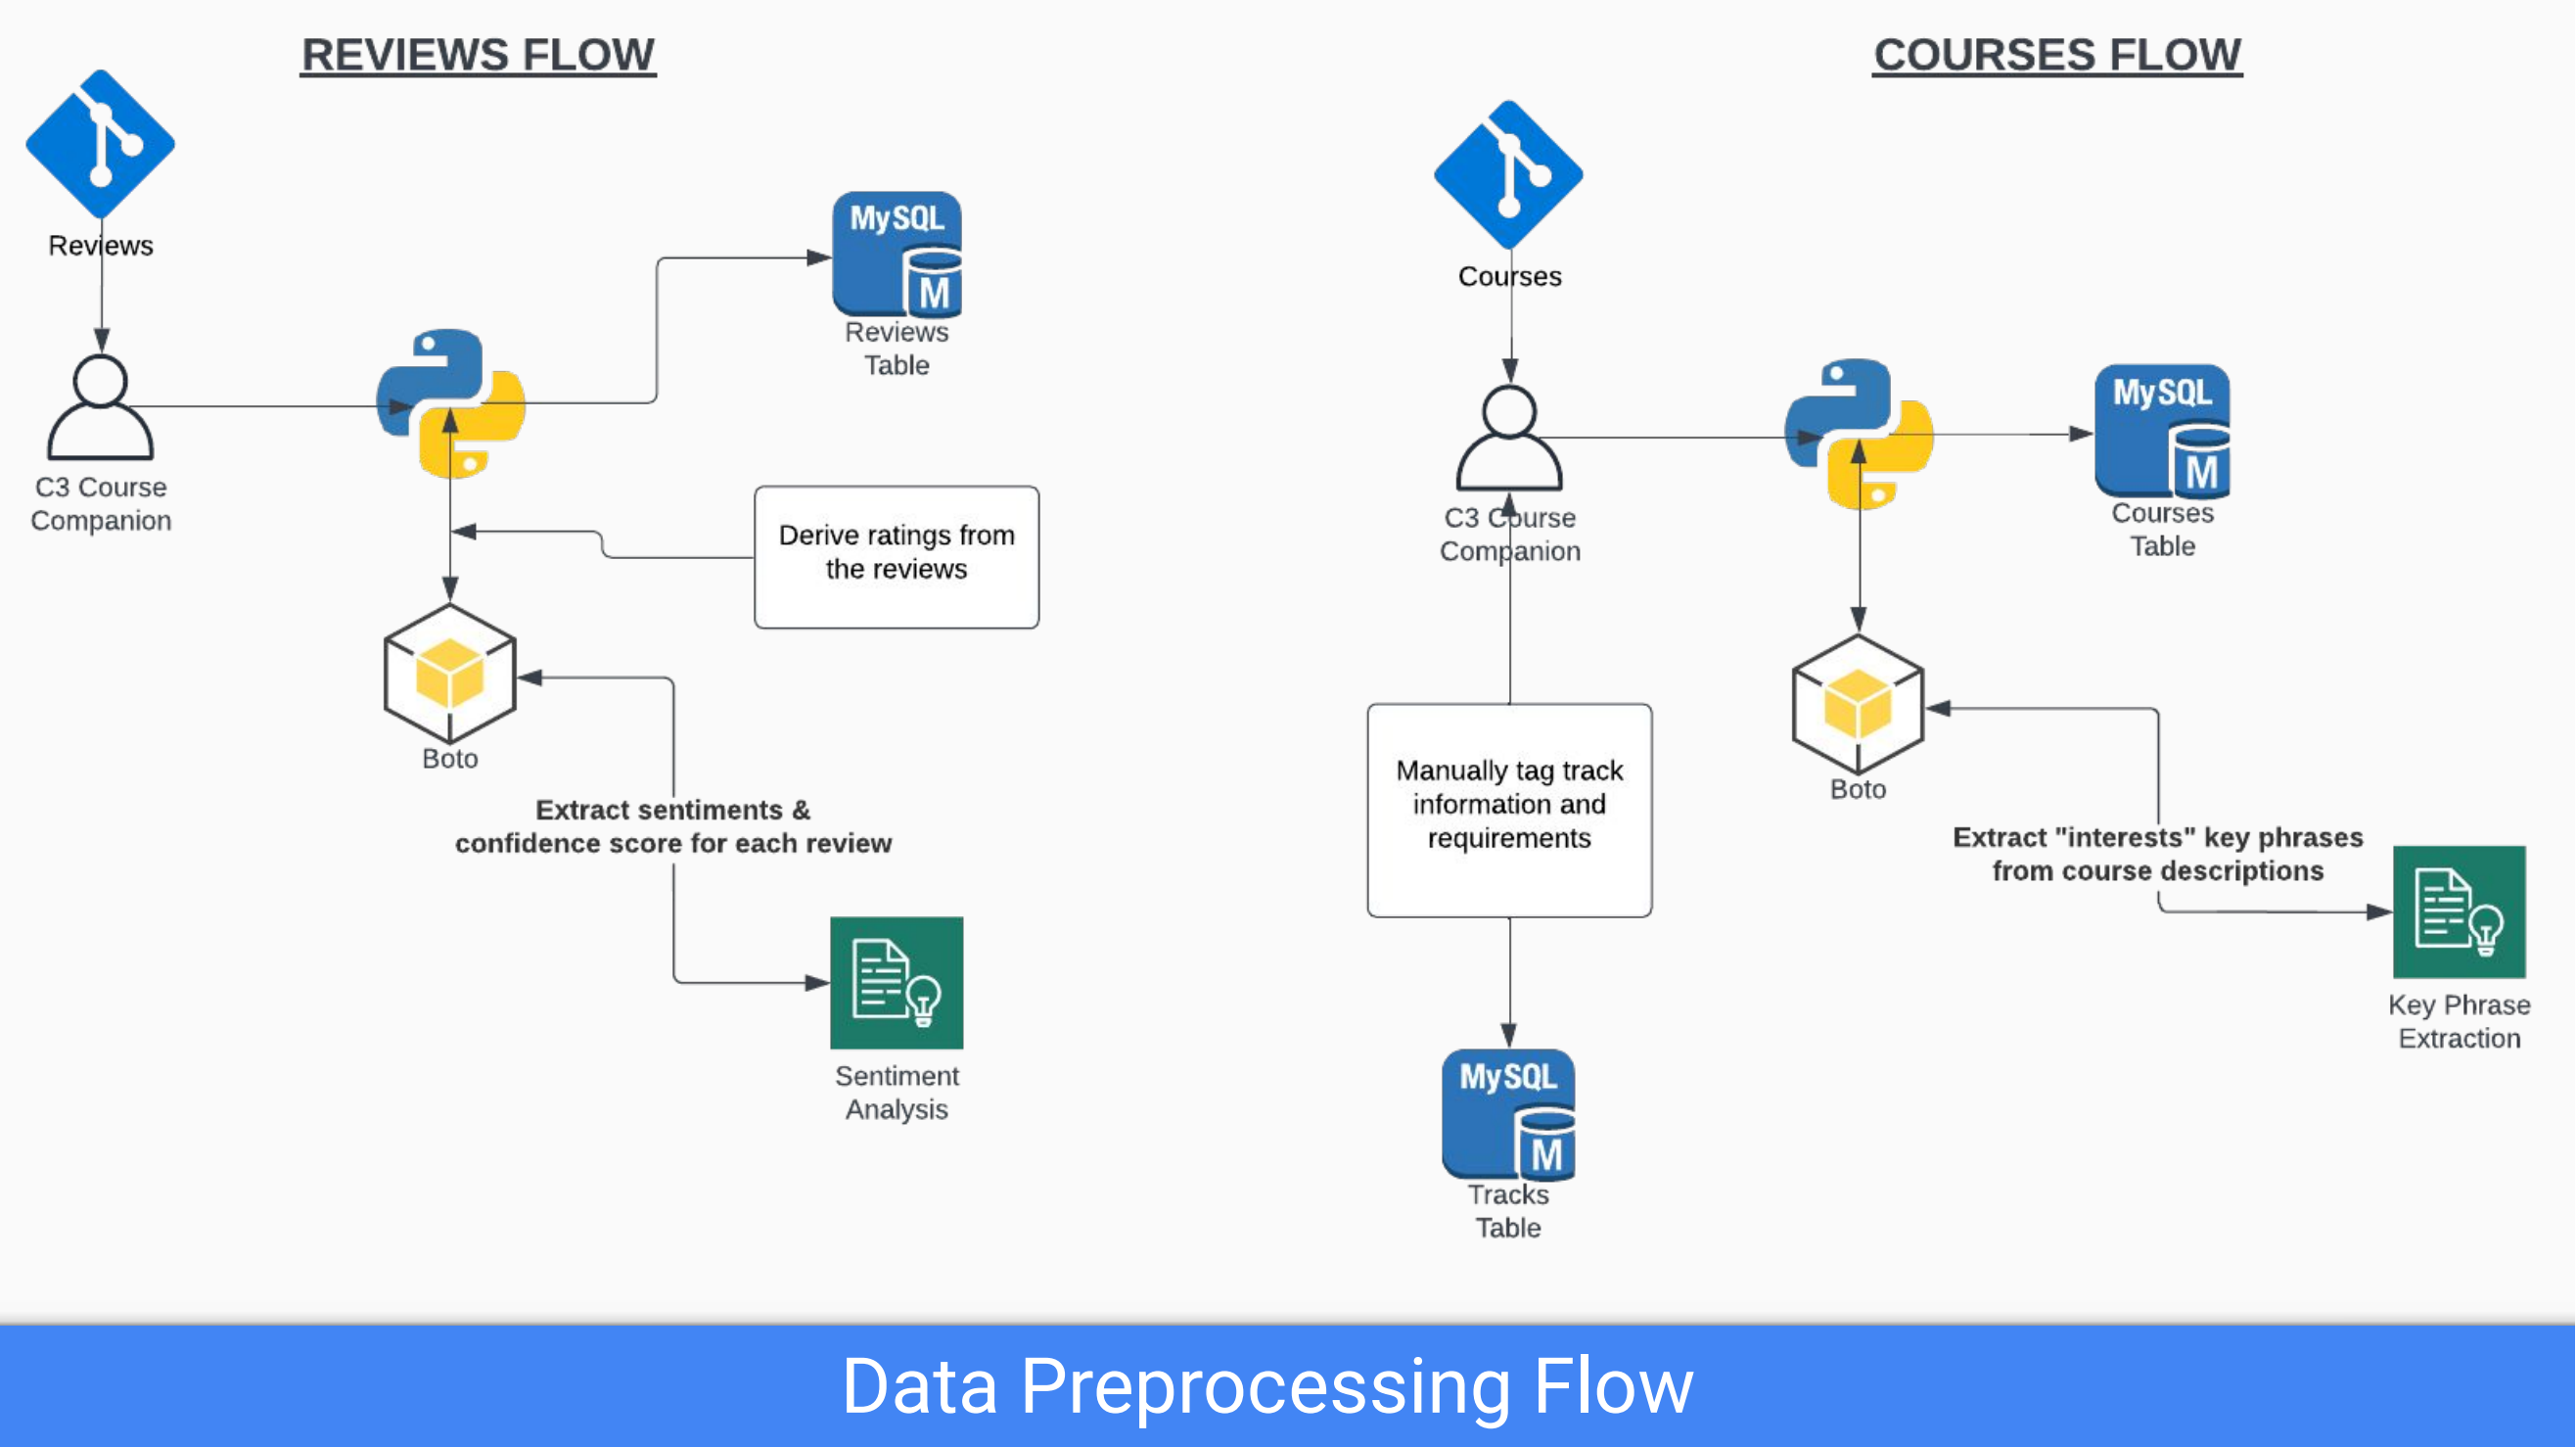 REVIEWS FLOW
Reviews
C3 Course
Companion
MySQL
M
Reviews
Table
Derive ratings from
the reviews
Boto
Extract sentiments &
confidence score for each review
Sentiment
Analysis
COURSES FLOW
Courses
C3 Course
Companion
MySQL
M
Courses
Table
Manually tag track
information and
requirements
Boto
Extract "interests" key phrases
from course descriptions
Key Phrase
Extraction
MySQL
M
Tracks
Table
Data Preprocessing Flow